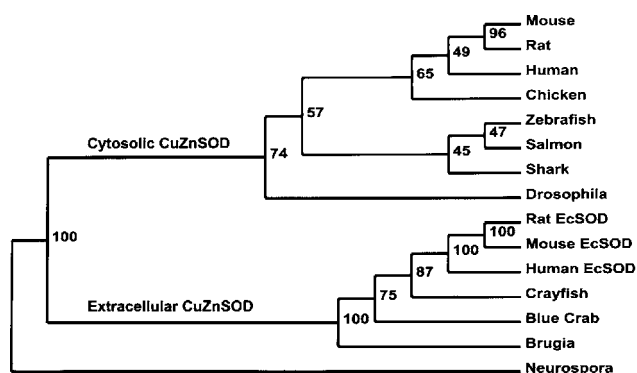 Mouse
96
Rat
49
Human
65
Chicken
57
Zebrafish
47
Salmon
45
Shark
Cytosolic CuZnSOD
74
Drosophila
100
Rat EcSOD
100
Mouse EcSOD
100
Human EcSOD
87
Crayfish
75
Extracellular CuZnSOD
Blue Crab
100
Brugia
Neurospora